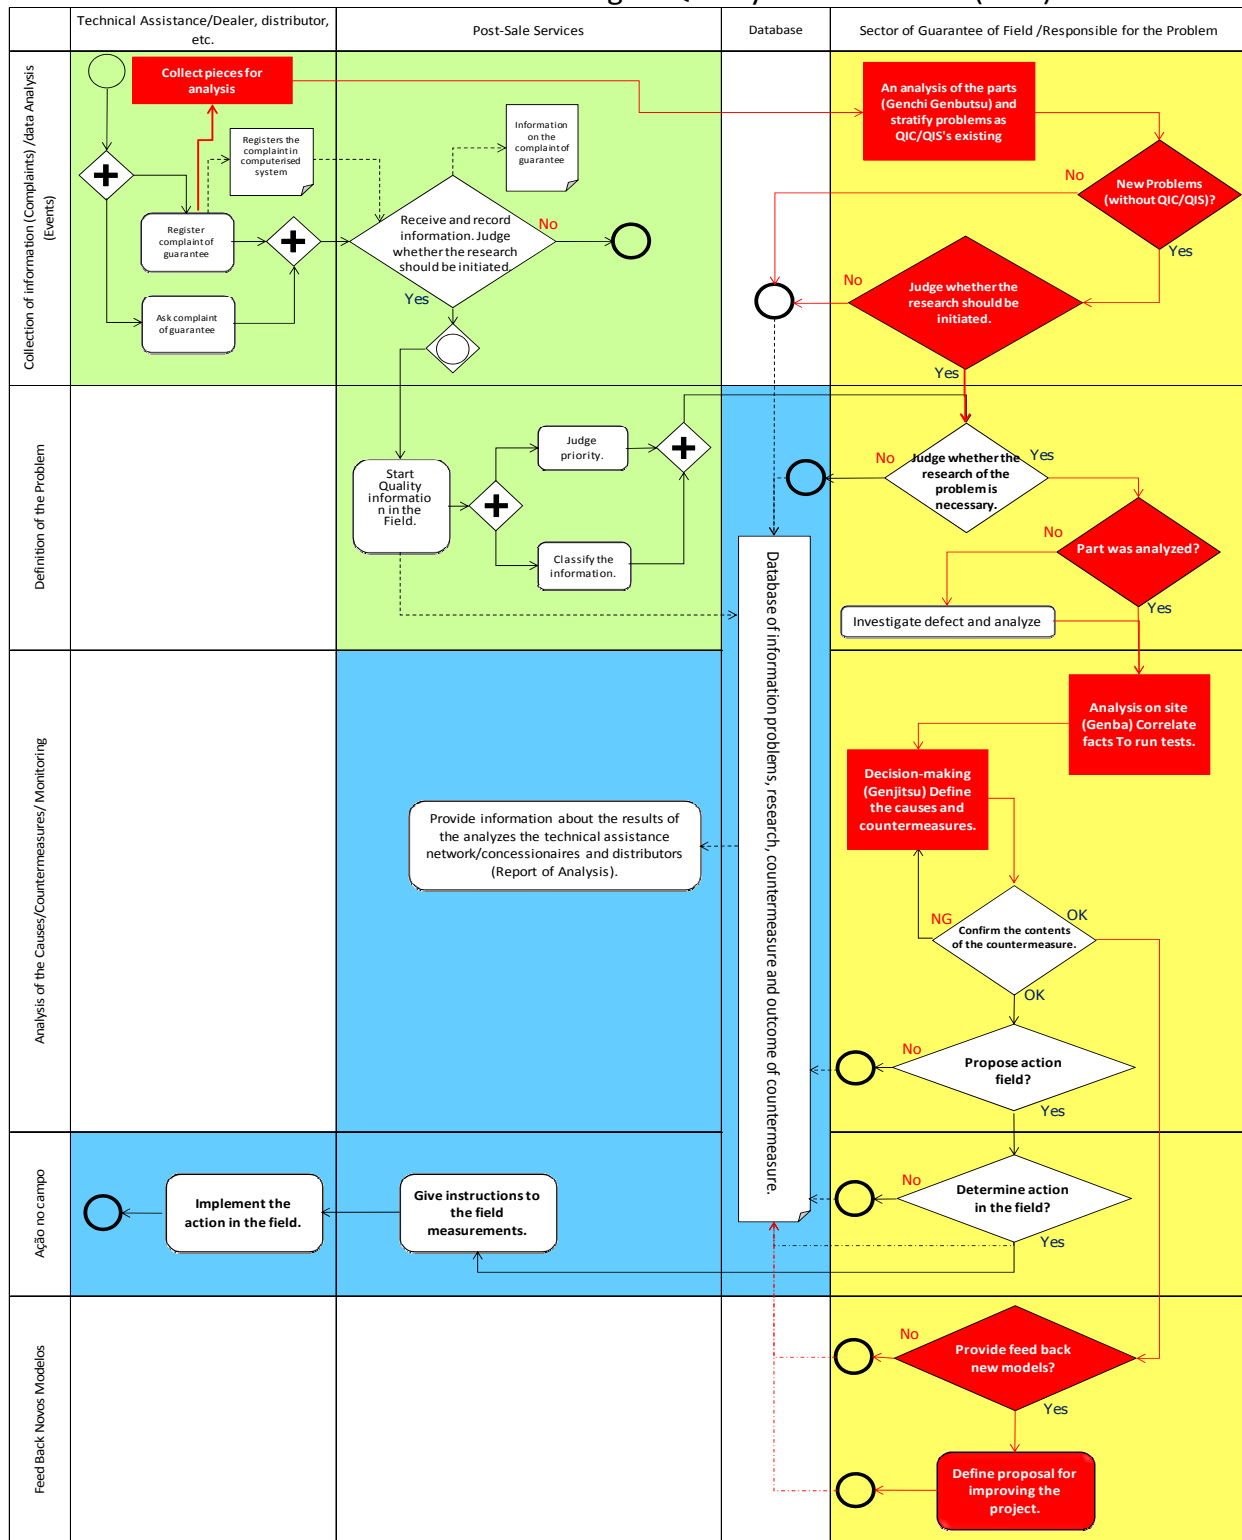 Technical Assistance/Dealer, distributor,
etc.
Post-Sale Services
Database
Sector of Guarantee of Field /Responsible for the Problem
Collection of information (Complaints) /data Analysis
(Events)
Collect pieces for
analysis
Registers the
complaint in
computerised
system
Information
on the
complaint of
guarantee
An analysis of the parts
(Genchi Genbutsu) and
stratify problems as
QIC/QIS's existing
No
New Problems
(without QIC/QIS)?
Yes
Register
complaint of
guarantee
Receive and record
information. Judge
whether the research
should be initiated.
No
Yes
Ask complaint
of guarantee
No
Judge whether the
research should be
initiated.
Yes
Definition of the Problem
Start
Quality
informatio
n in the
Field.
Judge
priority.
Classify the
information.
No
Judge whether the
research of the
problem is
necessary.
Yes
No
Part was analyzed?
Yes
Investigate defect and analyze
Database of information problems, research, countermeasure and outcome of countermeasure.
Analysis of the Causes/Countermeasures/ Monitoring
Provide information about the results of
the analyzes the technical assistance
network/concessionaires and distributors
(Report of Analysis).
Analysis on site
(Genba) Correlate
facts To run tests.
Decision-making
(Genjitsu) Define
the causes and
countermeasures.
NG
OK
Confirm the contents
of the countermeasure.
OK
No
Propose action
field?
Yes
Ação no campo
Implement the
action in the field.
Give instructions to
the field
measurements.
No
Determine action
in the field?
Yes
Feed Back Novos Modelos
No
Provide feed back
new models?
Yes
Define proposal for
improving the
project.